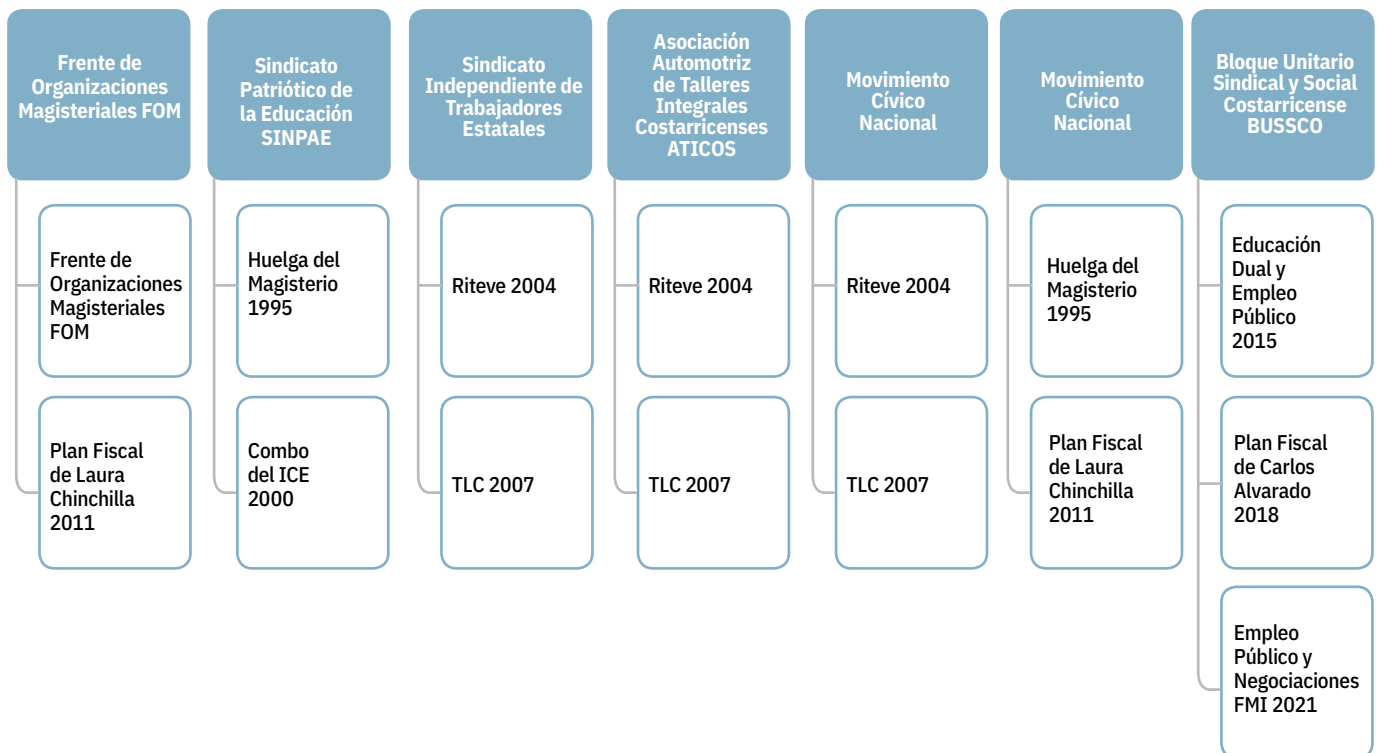 Frente de
Organizaciones
Magisteriales FOM
Frente de
Organizaciones
Magisteriales
FOM
Plan Fiscal
de Laura
Chinchilla
2011
Sindicato
Patriótico de
la Educación
SINPAE
Huelga del
Magisterio
1995
Combo
del ICE
2000
Sindicato
Independiente de
Trabajadores
Estatales
Riteve 2004
TLC 2007
Asociación
Automotriz
de Talleres
Integrales
Costarricenses
ATICOS
Riteve 2004
TLC 2007
Movimiento
Cívico
Nacional
Riteve 2004
TLC 2007
Movimiento
Cívico
Nacional
Huelga del
Magisterio
1995
Plan Fiscal
de Laura
Chinchilla
2011
Bloque Unitario
Sindical y Social
Costarricense
BUSSCO
Educación
Dual y
Empleo
Público
2015
Plan Fiscal
de Carlos
Alvarado
2018
Empleo
Público y
Negociaciones
FMI 2021